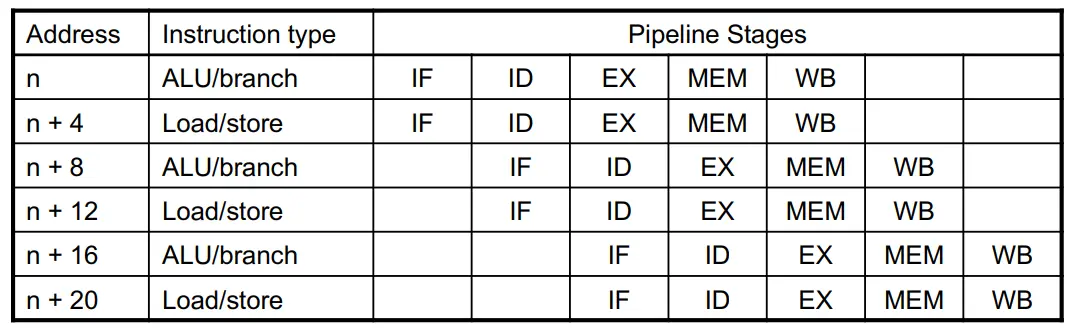 Address Instruction type Pipeline Stages
n ALU/branch IF ID EX MEM WB
n + 4 Load/store IF ID EX MEM WB
n + 8 ALU/branch IF ID EX MEM WB
n + 12 Load/store IF ID EX MEM WB
n + 16 ALU/branch IF ID EX MEM WB
n + 20 Load/store IF ID EX MEM WB